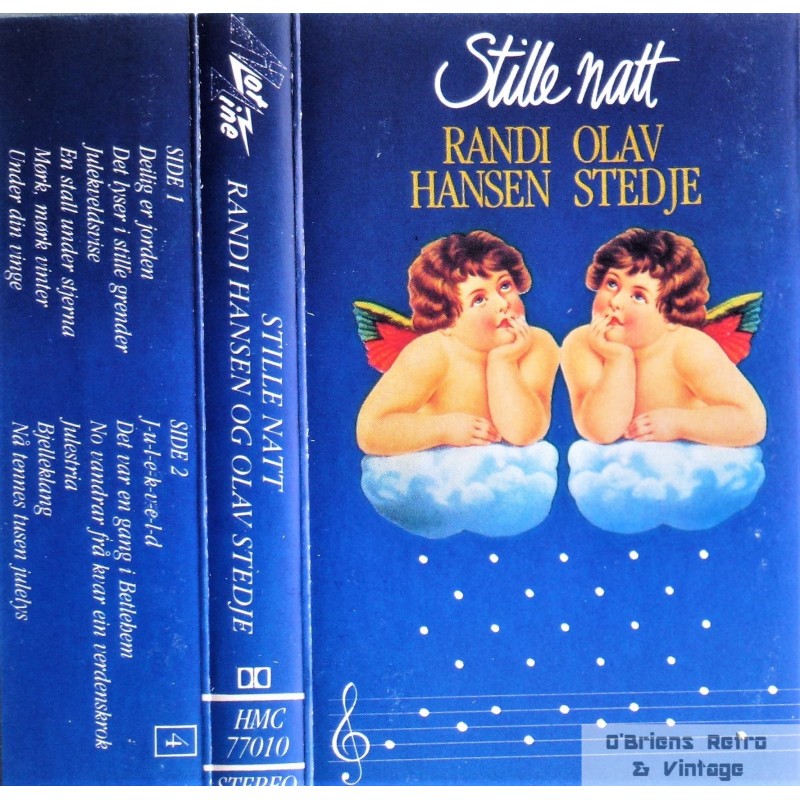 Stille natt
RANDI OLAV
HANSEN STEDJE
Hot Line
STILLE NATT
RANDI HANSEN OG OLAV STEDJE
HMC
77010
STEREO
SIDE 1
Deilig er jorden
Det lyser i stille grender
Julekveldsvise
En stall under stjerna
Mørk, mørk vinter
Under din vinge
SIDE 2
J-u-l-e-k-v-e-l-d
Det var en gang i Betlehem
No vandrar frå kvar ein verdenskrok
Julestria
Bjelleklang
Nå tennes tusen julelys
4
O'Briens Retro
& Vintage